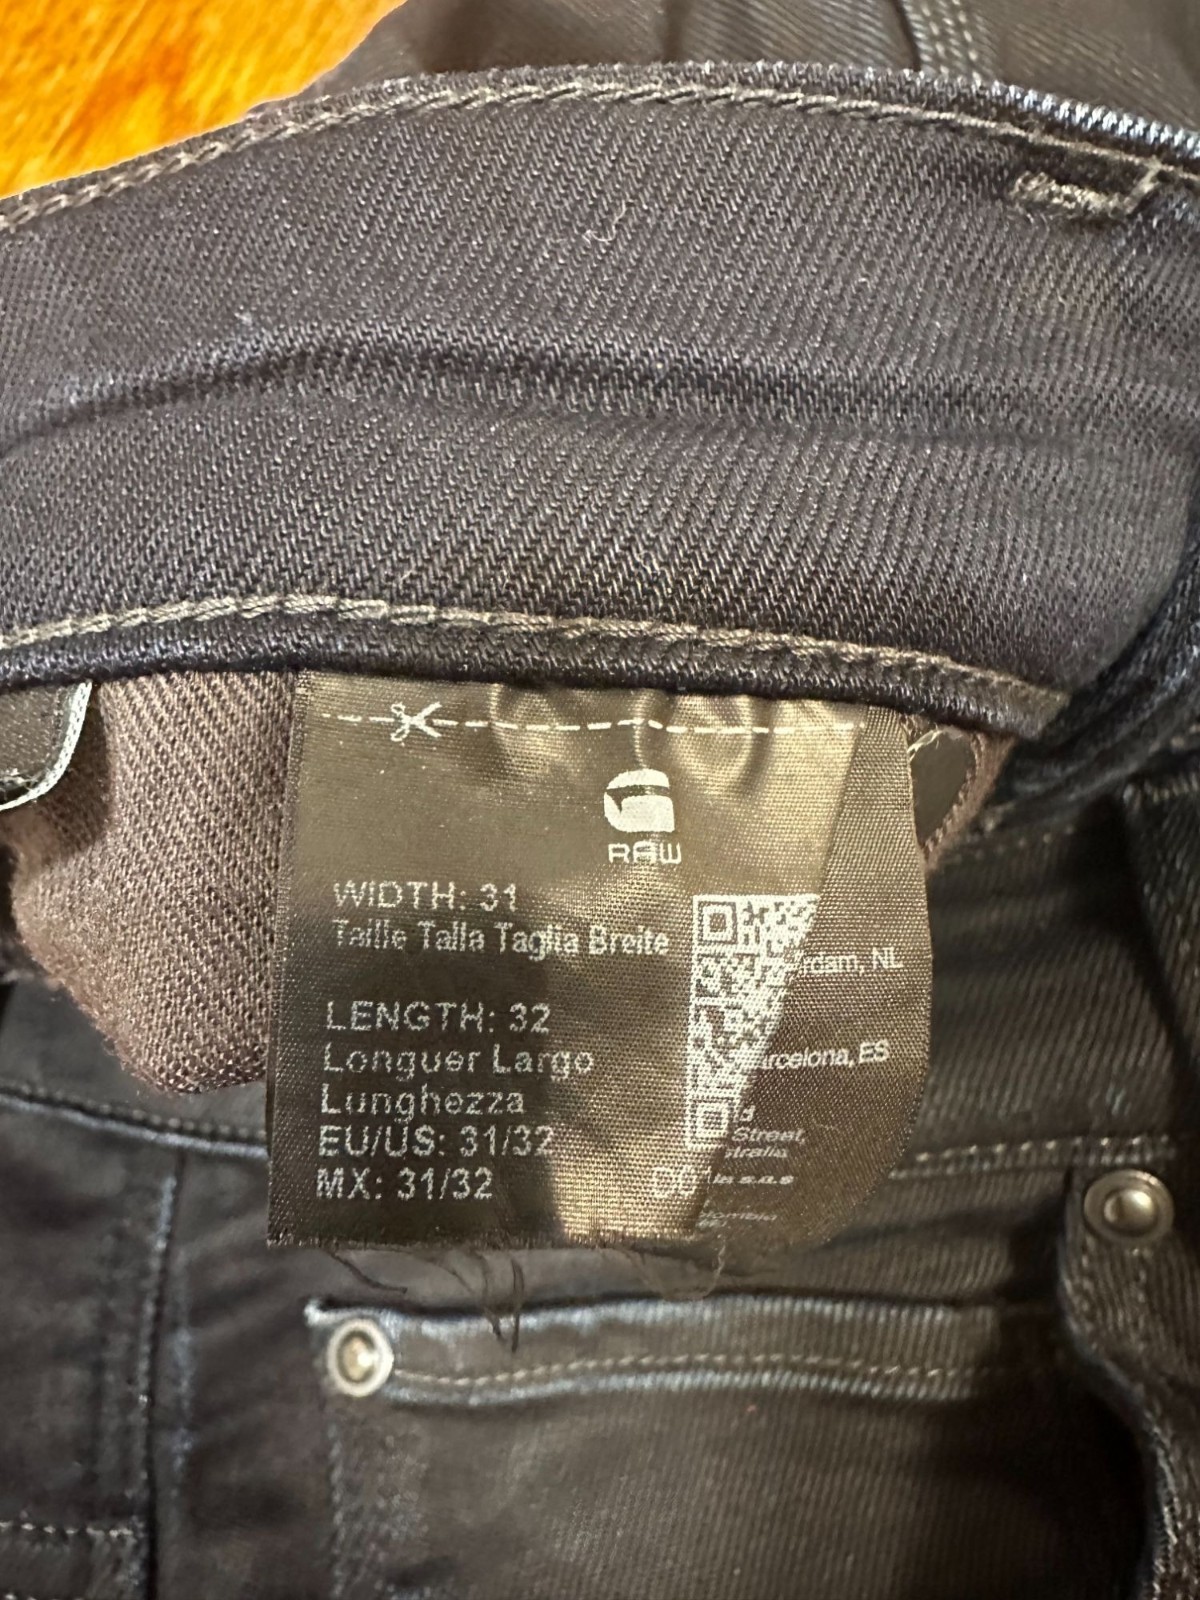 RAW
WIDTH: 31
Taille Talla Taglia Breite
LENGTH: 32
Longuer Largo
Lunghezza
EU/US: 31/32
MX: 31/32
rdam, NL
arcelona, ES
d
Street,
stralia
la s.a.s